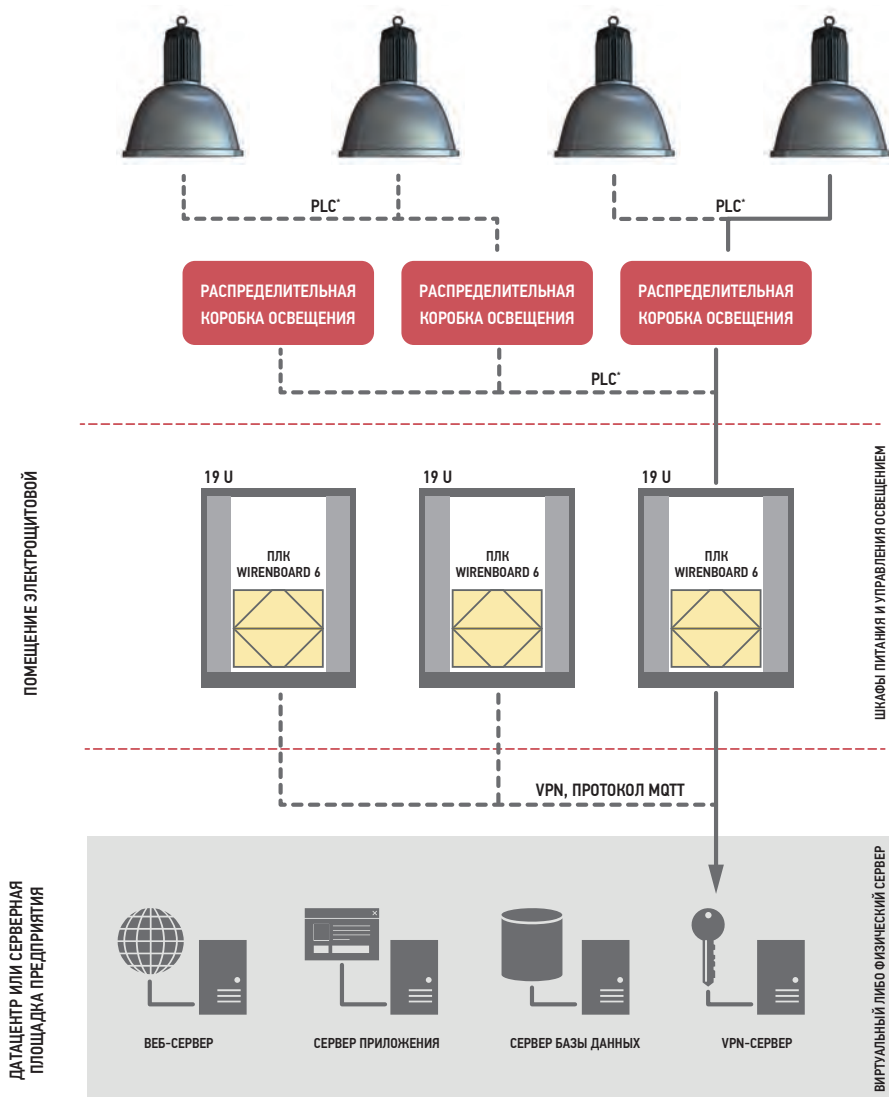 PLC*
PLC*
РАСПРЕДЕЛИТЕЛЬНАЯ
КОРОБКА ОСВЕЩЕНИЯ
РАСПРЕДЕЛИТЕЛЬНАЯ
КОРОБКА ОСВЕЩЕНИЯ
РАСПРЕДЕЛИТЕЛЬНАЯ
КОРОБКА ОСВЕЩЕНИЯ
PLC*
ПОМЕЩЕНИЕ ЭЛЕКТРОЩИТОВОЙ
19 U
ПЛК
WIRENBOARD 6
19 U
ПЛК
WIRENBOARD 6
19 U
ПЛК
WIRENBOARD 6
ШКАФЫ ПИТАНИЯ И УПРАВЛЕНИЯ ОСВЕЩЕНИЕМ
VPN, ПРОТОКОЛ MQTT
ДАТАЦЕНТР ИЛИ СЕРВЕРНАЯ
ПЛОЩАДКА ПРЕДПРИЯТИЯ
ВЕБ-СЕРВЕР
СЕРВЕР ПРИЛОЖЕНИЯ
СЕРВЕР БАЗЫ ДАННЫХ
VPN-СЕРВЕР
ВИРТУАЛЬНЫЙ ЛИБО ФИЗИЧЕСКИЙ СЕРВЕР